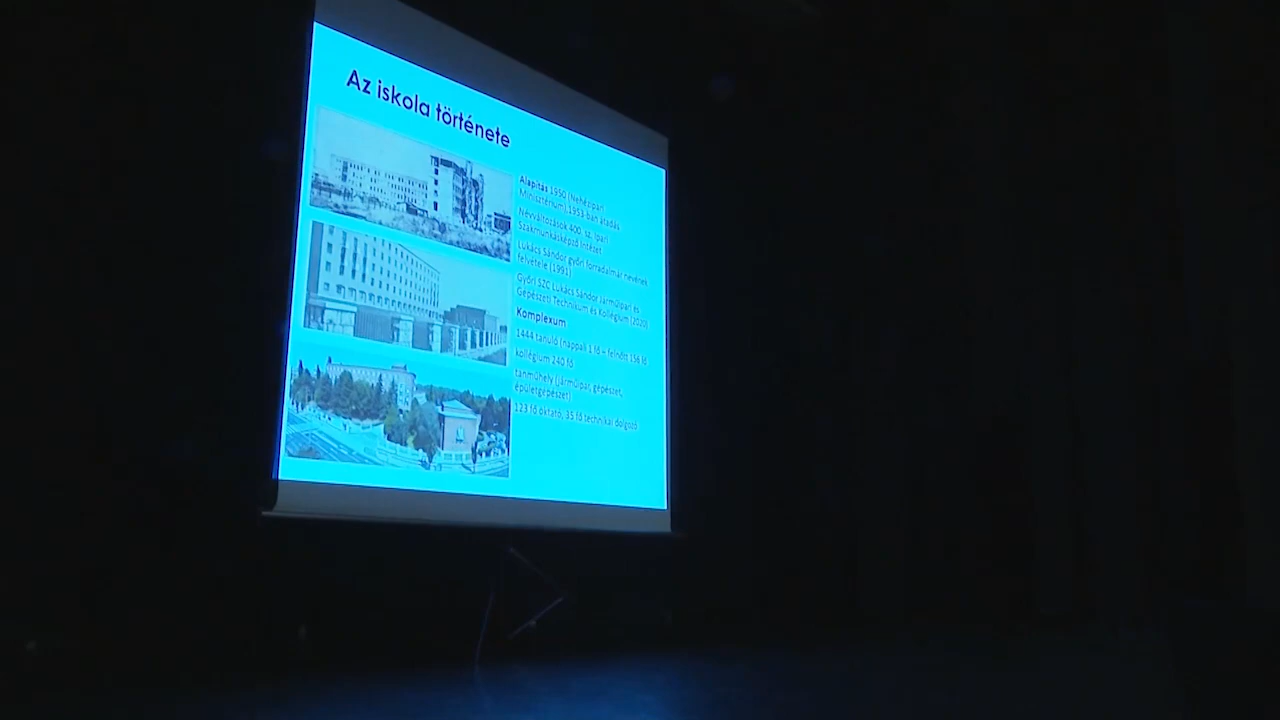 Az iskola története
Alapítás 1950 (Nehézipari
Minisztérium),1953-ban átadás
Névváltozások 400. sz. Ipari
Szakmunkásképző Intézet
Lukács Sándor győri forradalmár nevének
felvétele (1991)
Győri SZC Lukács Sándor Járműipari és
Gépészeti Technikum és Kollégium (2020)
Komplexum
1444 tanuló (nappali 1 fő – felnőtt 156 fő
kollégium 240 fő
tanműhely (járműipar, gépészet,
épületgépészet)
123 fő oktató, 35 fő technikai dolgozó